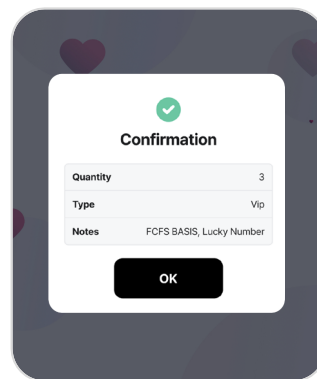 Confirmation
Quantity 3
Type Vip
Notes FCFS BASIS, Lucky Number
OK